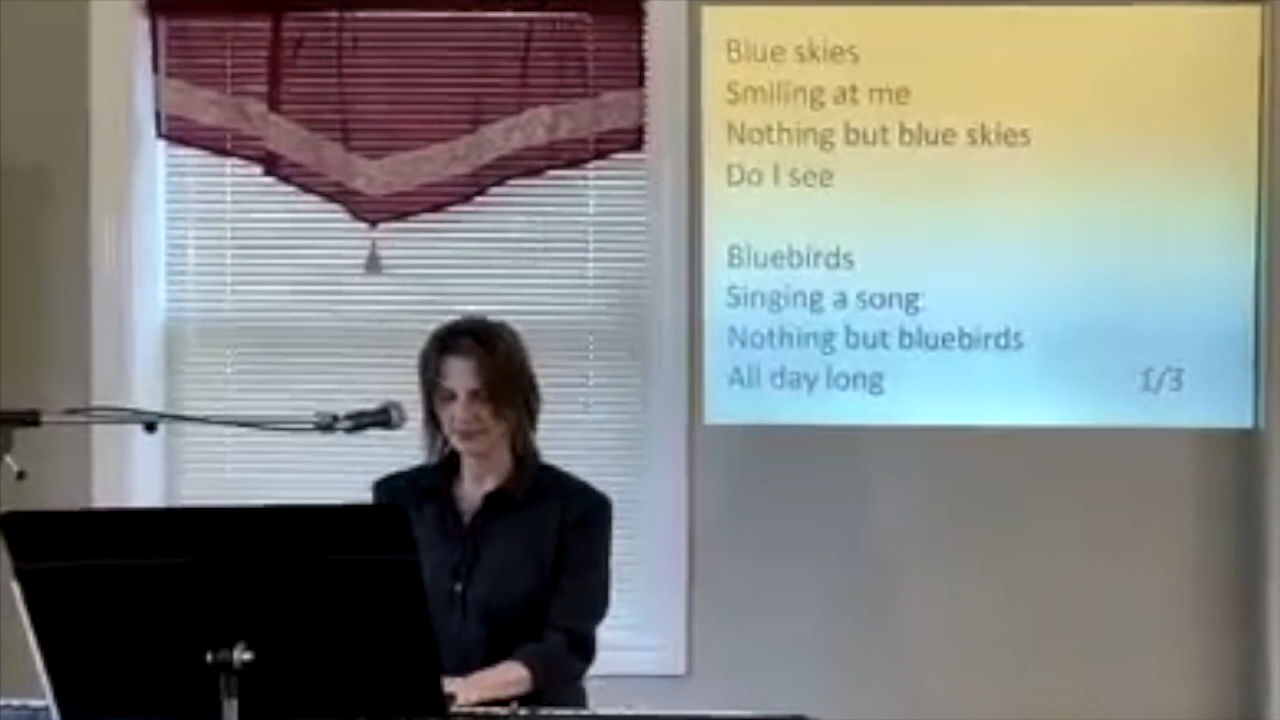 Blue skies
Smiling at me
Nothing but blue skies
Do I see
Bluebirds
Singing a song
Nothing but bluebirds
All day long
1/3